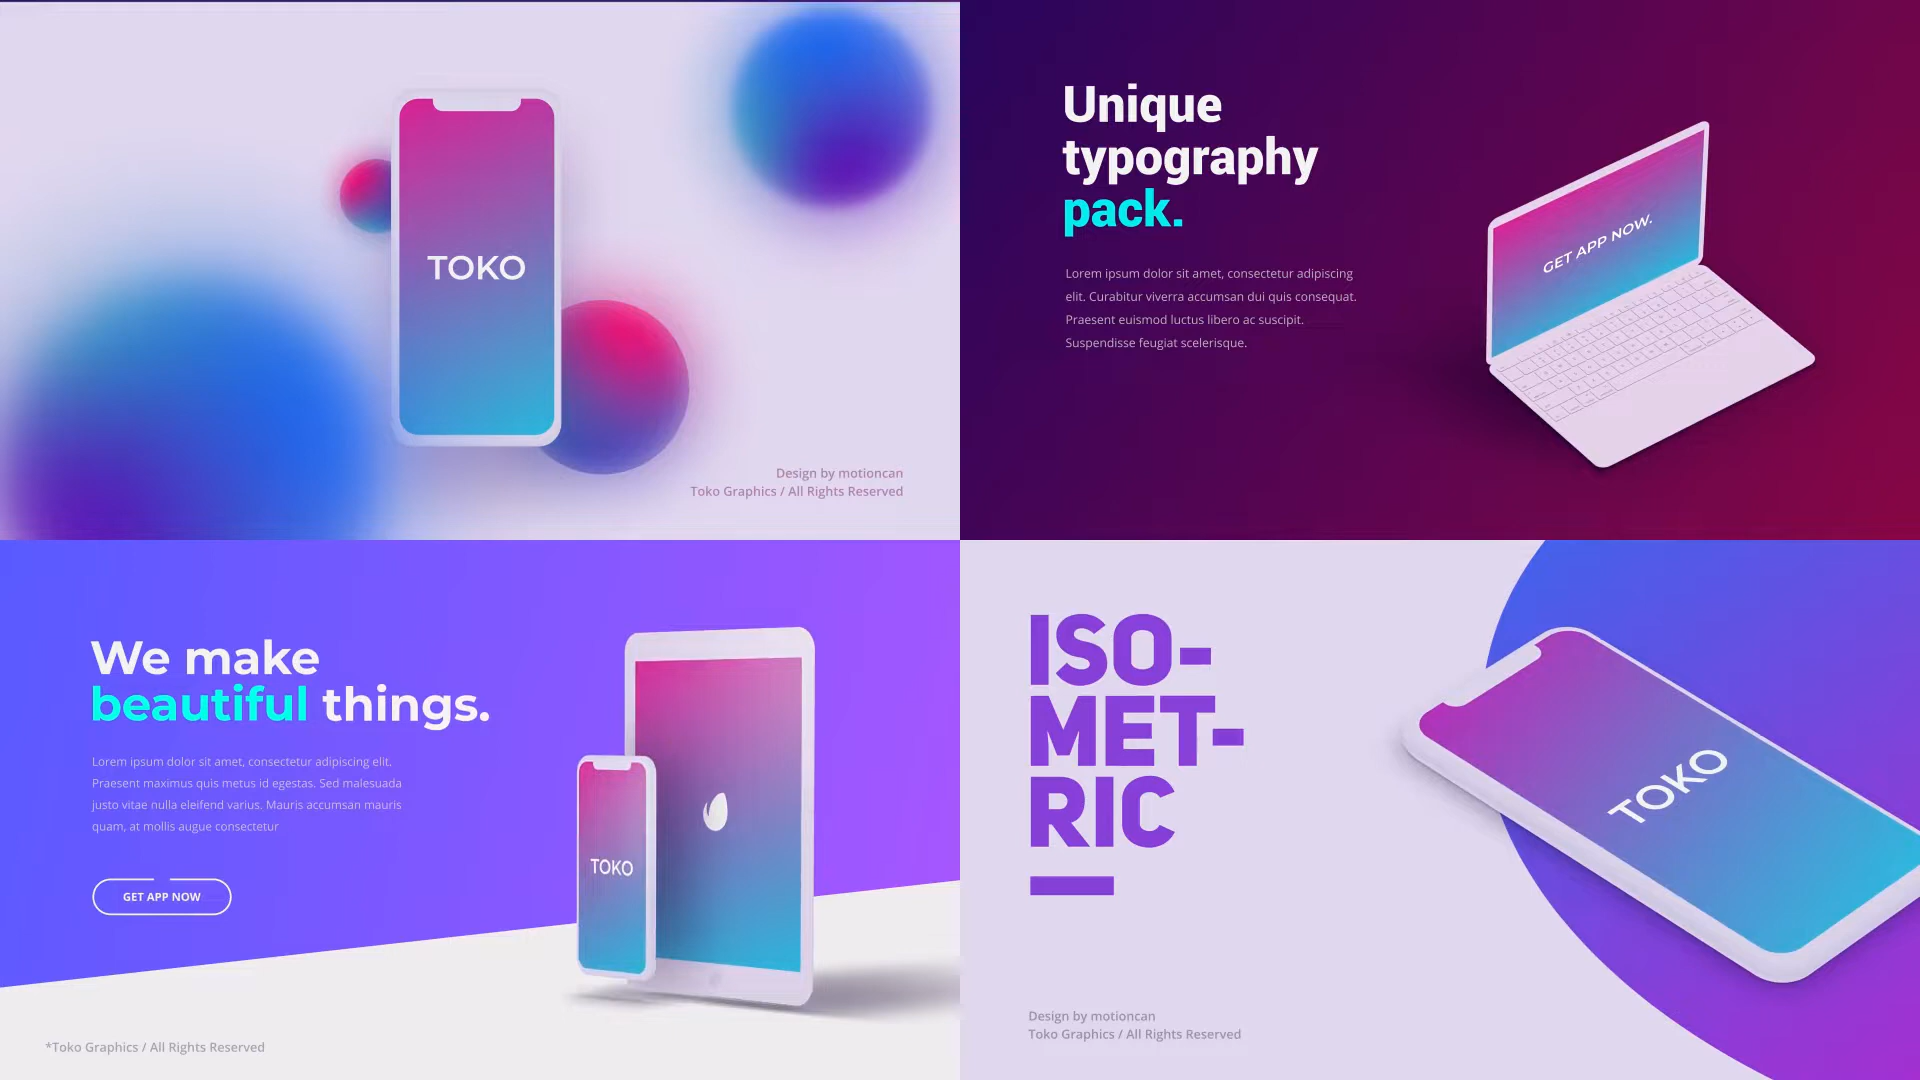 TOKO
Design by motioncan
Toko Graphics / All Rights Reserved
Unique
typography
pack.
Lorem ipsum dolor sit amet, consectetur adipiscing
elit. Curabitur viverra accumsan dui quis consequat.
Praesent euismod luctus libero ac suscipit.
Suspendisse feugiat scelerisque.
GET APP NOW.
We make
beautiful things.
Lorem ipsum dolor sit amet, consectetur adipiscing elit.
Praesent maximus quis metus id egestas. Sed malesuada
justo vitae nulla eleifend varius. Mauris accumsan mauris
quam, at mollis augue consectetur
GET APP NOW
TOKO
*Toko Graphics / All Rights Reserved
ISO-
MET-
RIC
TOKO
Design by motioncan
Toko Graphics / All Rights Reserved